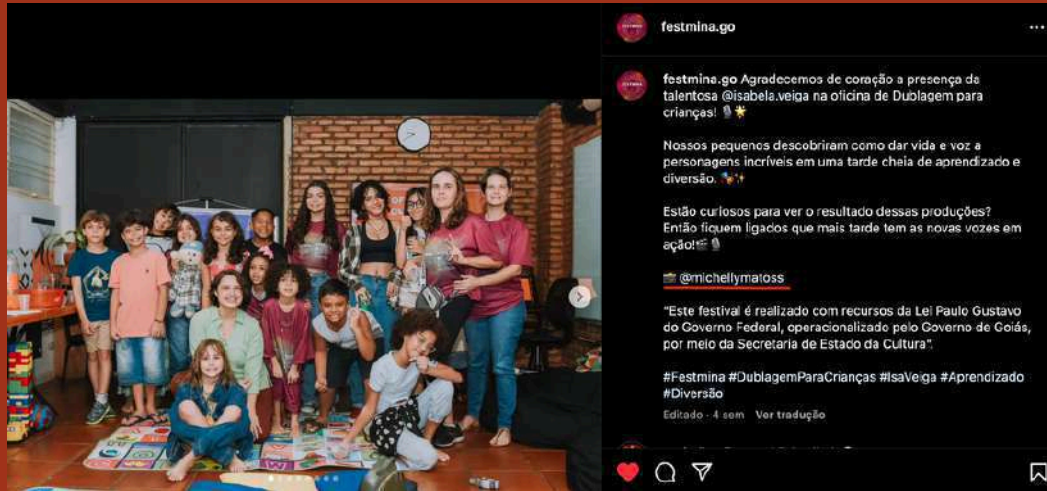 festmina.go
festmina.go Agradecemos de coração a presença da
talentosa @isabela.veiga na oficina de Dublagem para
crianças! 🎙️🌟
Nossos pequenos descobriram como dar vida e voz a
personagens incríveis em uma tarde cheia de aprendizado e
diversão. 🎭✨
Estão curiosos para ver o resultado dessas produções?
Então fiquem ligados que mais tarde tem as novas vozes em
ação!🎬🎙️
📸 @michellymatoss
"Este festival é realizado com recursos da Lei Paulo Gustavo
do Governo Federal, operacionalizado pelo Governo de Goiás,
por meio da Secretaria de Estado da Cultura".
#Festmina #DublagemParaCrianças #IsaVeiga #Aprendizado
#Diversão
Editado · 4 sem Ver tradução